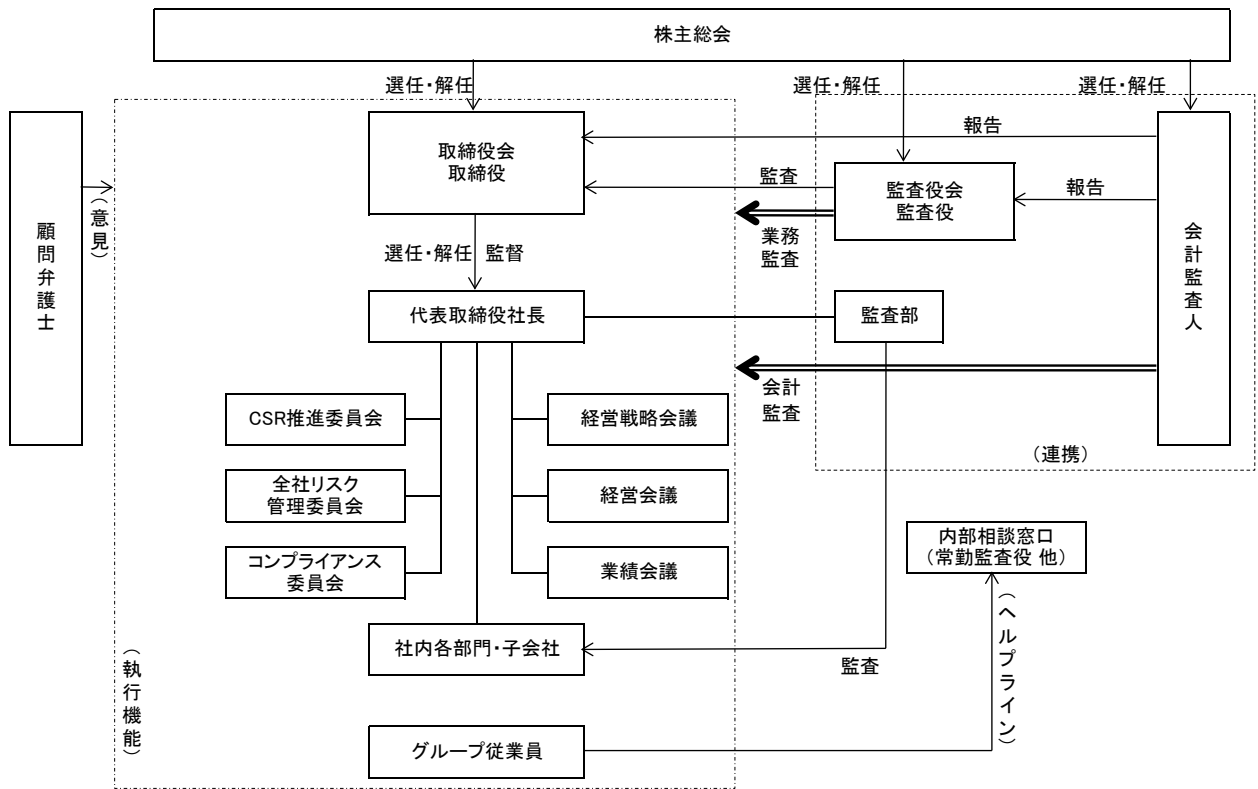 株主総会
選任・解任
選任・解任
選任・解任
顧問弁護士
（意見）
取締役会
取締役
報告
監査
監査役会
監査役
報告
業務
監査
会計監査人
選任・解任
監督
代表取締役社長
監査部
会計
監査
（連携）
CSR推進委員会
経営戦略会議
全社リスク
管理委員会
経営会議
コンプライアンス
委員会
業績会議
内部相談窓口
（常勤監査役 他）
（ヘルプライン）
社内各部門・子会社
監査
（執行機能）
グループ従業員